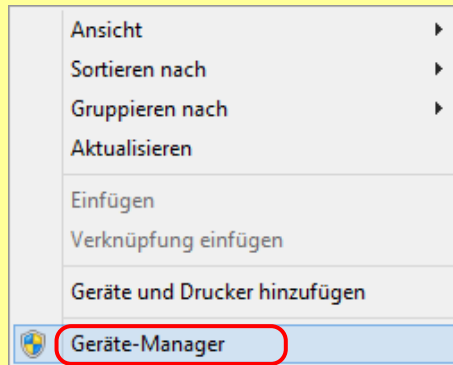 Ansicht
Sortieren nach
Gruppieren nach
Aktualisieren
Einfügen
Verknüpfung einfügen
Geräte und Drucker hinzufügen
Geräte-Manager